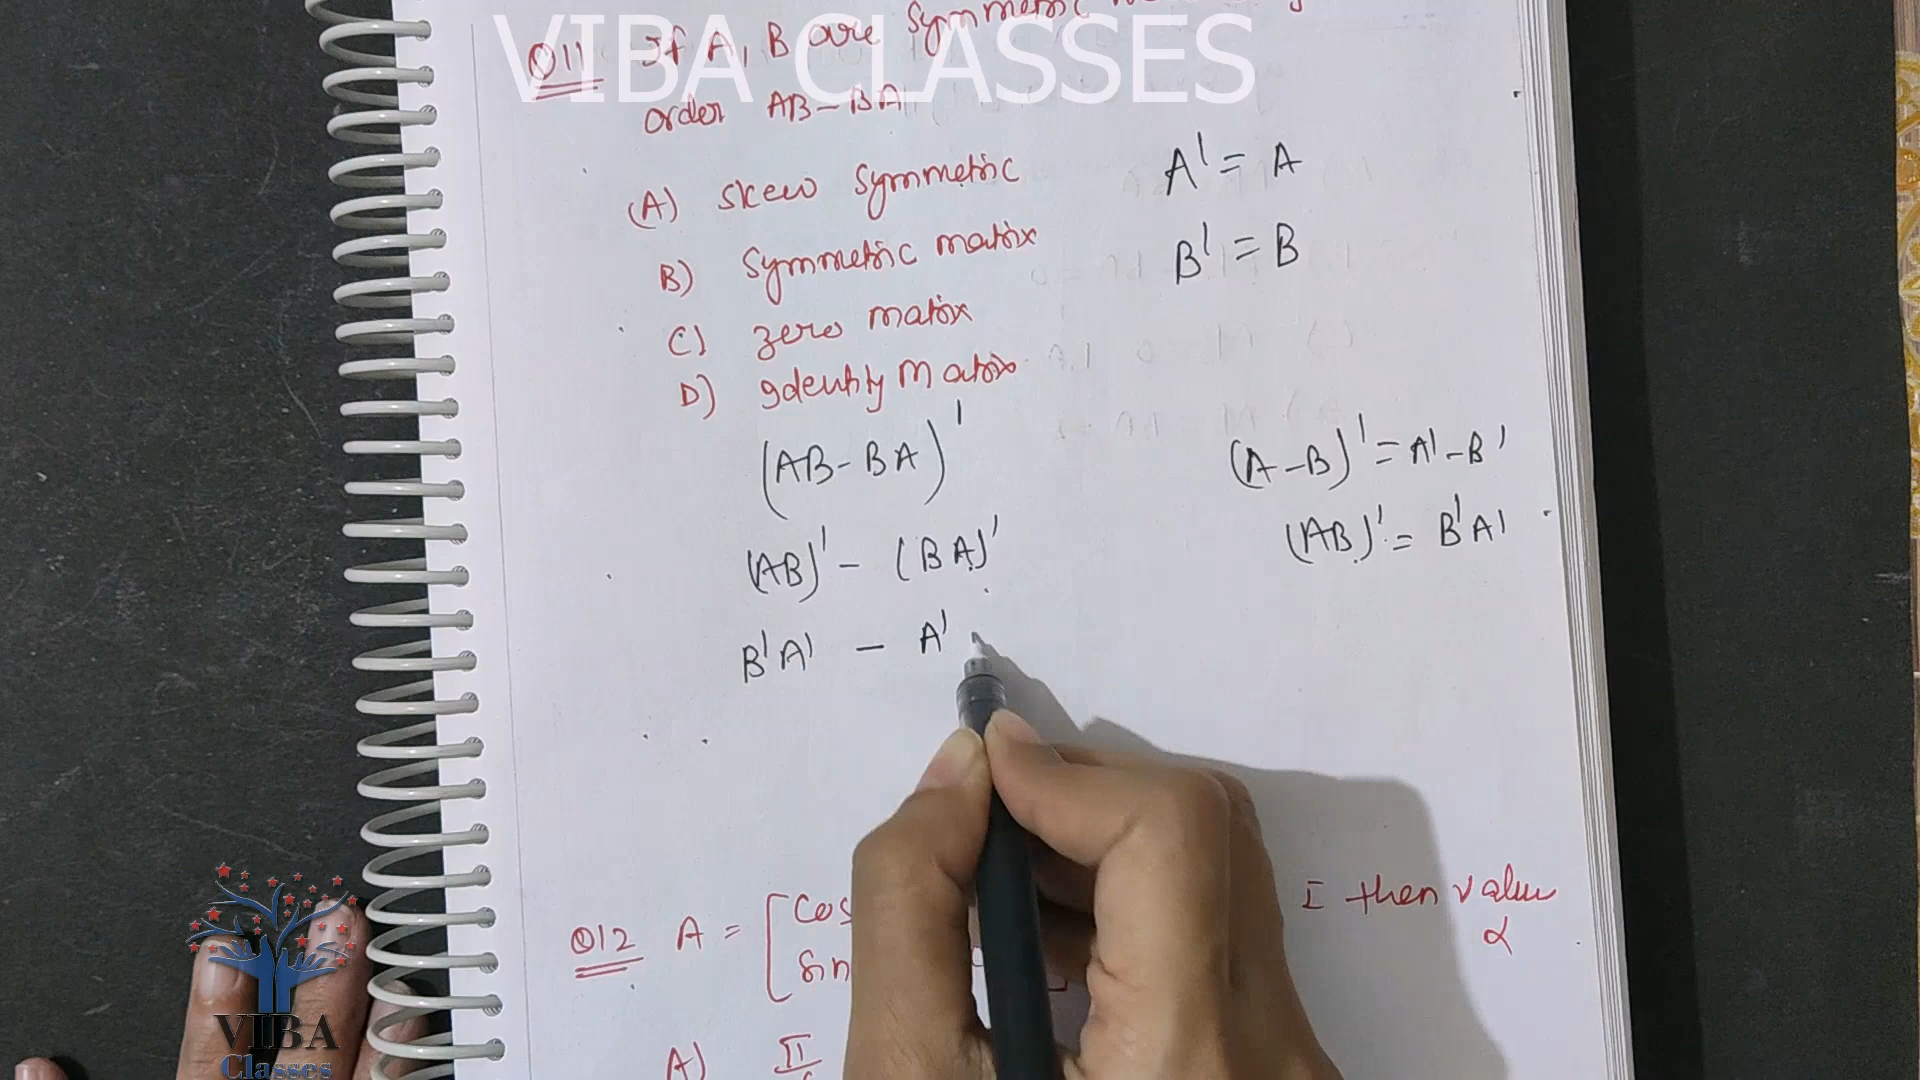 VIBA CLASSES
Q11 If A, B are Symmetric
order AB-BA
(A) Skew Symmetric
B) Symmetric matrix
C) zero matrix
D) Identity Matrix
A' = A
B' = B
(AB-BA)'
(AB)' - (BA)'
B'A' - A'
(A-B)' = A'-B'
(AB)' = B'A'
Q12 A = [Cos I then value
Sin α
A) π
VIBA
Classes